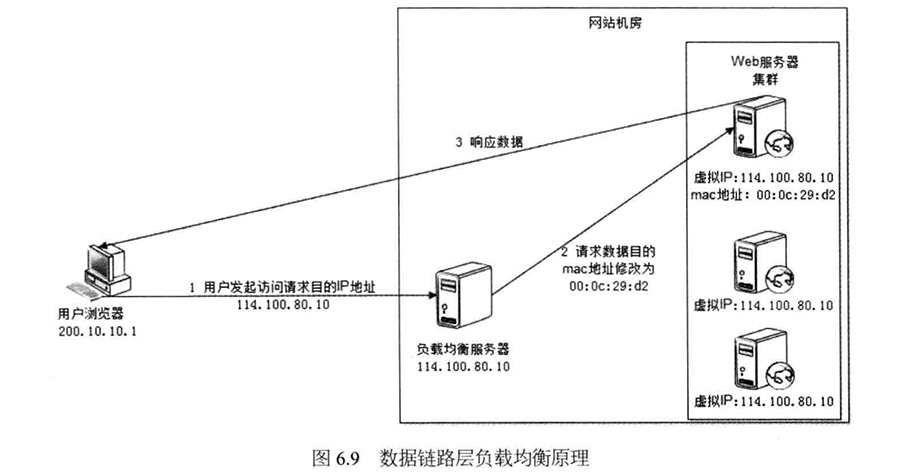 网站机房
Web服务器
集群
3 响应数据
虚拟IP:114.100.80.10
mac地址: 00:0c:29:d2
2 请求数据目的
mac地址修改为
00:0c:29:d2
1 用户发起访问请求目的IP地址
114.100.80.10
用户浏览器
200.10.10.1
负载均衡服务器
114.100.80.10
虚拟IP:114.100.80.10
虚拟IP:114.100.80.10
图 6.9 数据链路层负载均衡原理